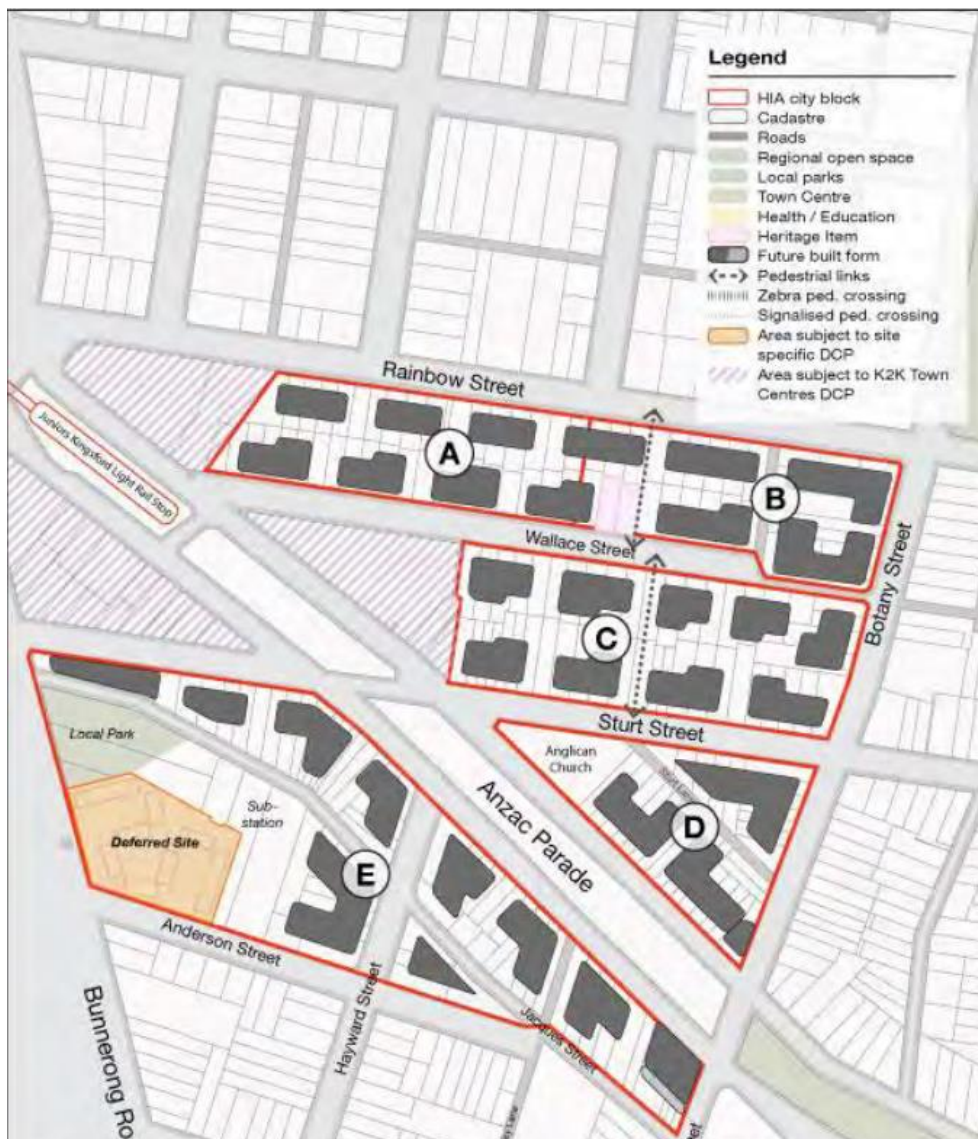 Legend
HIA city block
Cadastre
Roads
Regional open space
Local parks
Town Centre
Health / Education
Heritage Item
Future built form
Pedestrial links
Zebra ped. crossing
Signalised ped. crossing
Area subject to site
specific DCP
Area subject to K2K Town
Centres DCP
Rainbow Street
Juniors Kingsford Light Rail Stop
A
B
Wallace Street
Botany Street
C
Sturt Street
Local Park
Anglican
Church
Sub-
station
Anzac Parade
D
Deferred Site
E
Anderson Street
Hayward Street
Jacques Street
Bunnerong Ro
Lane
Street